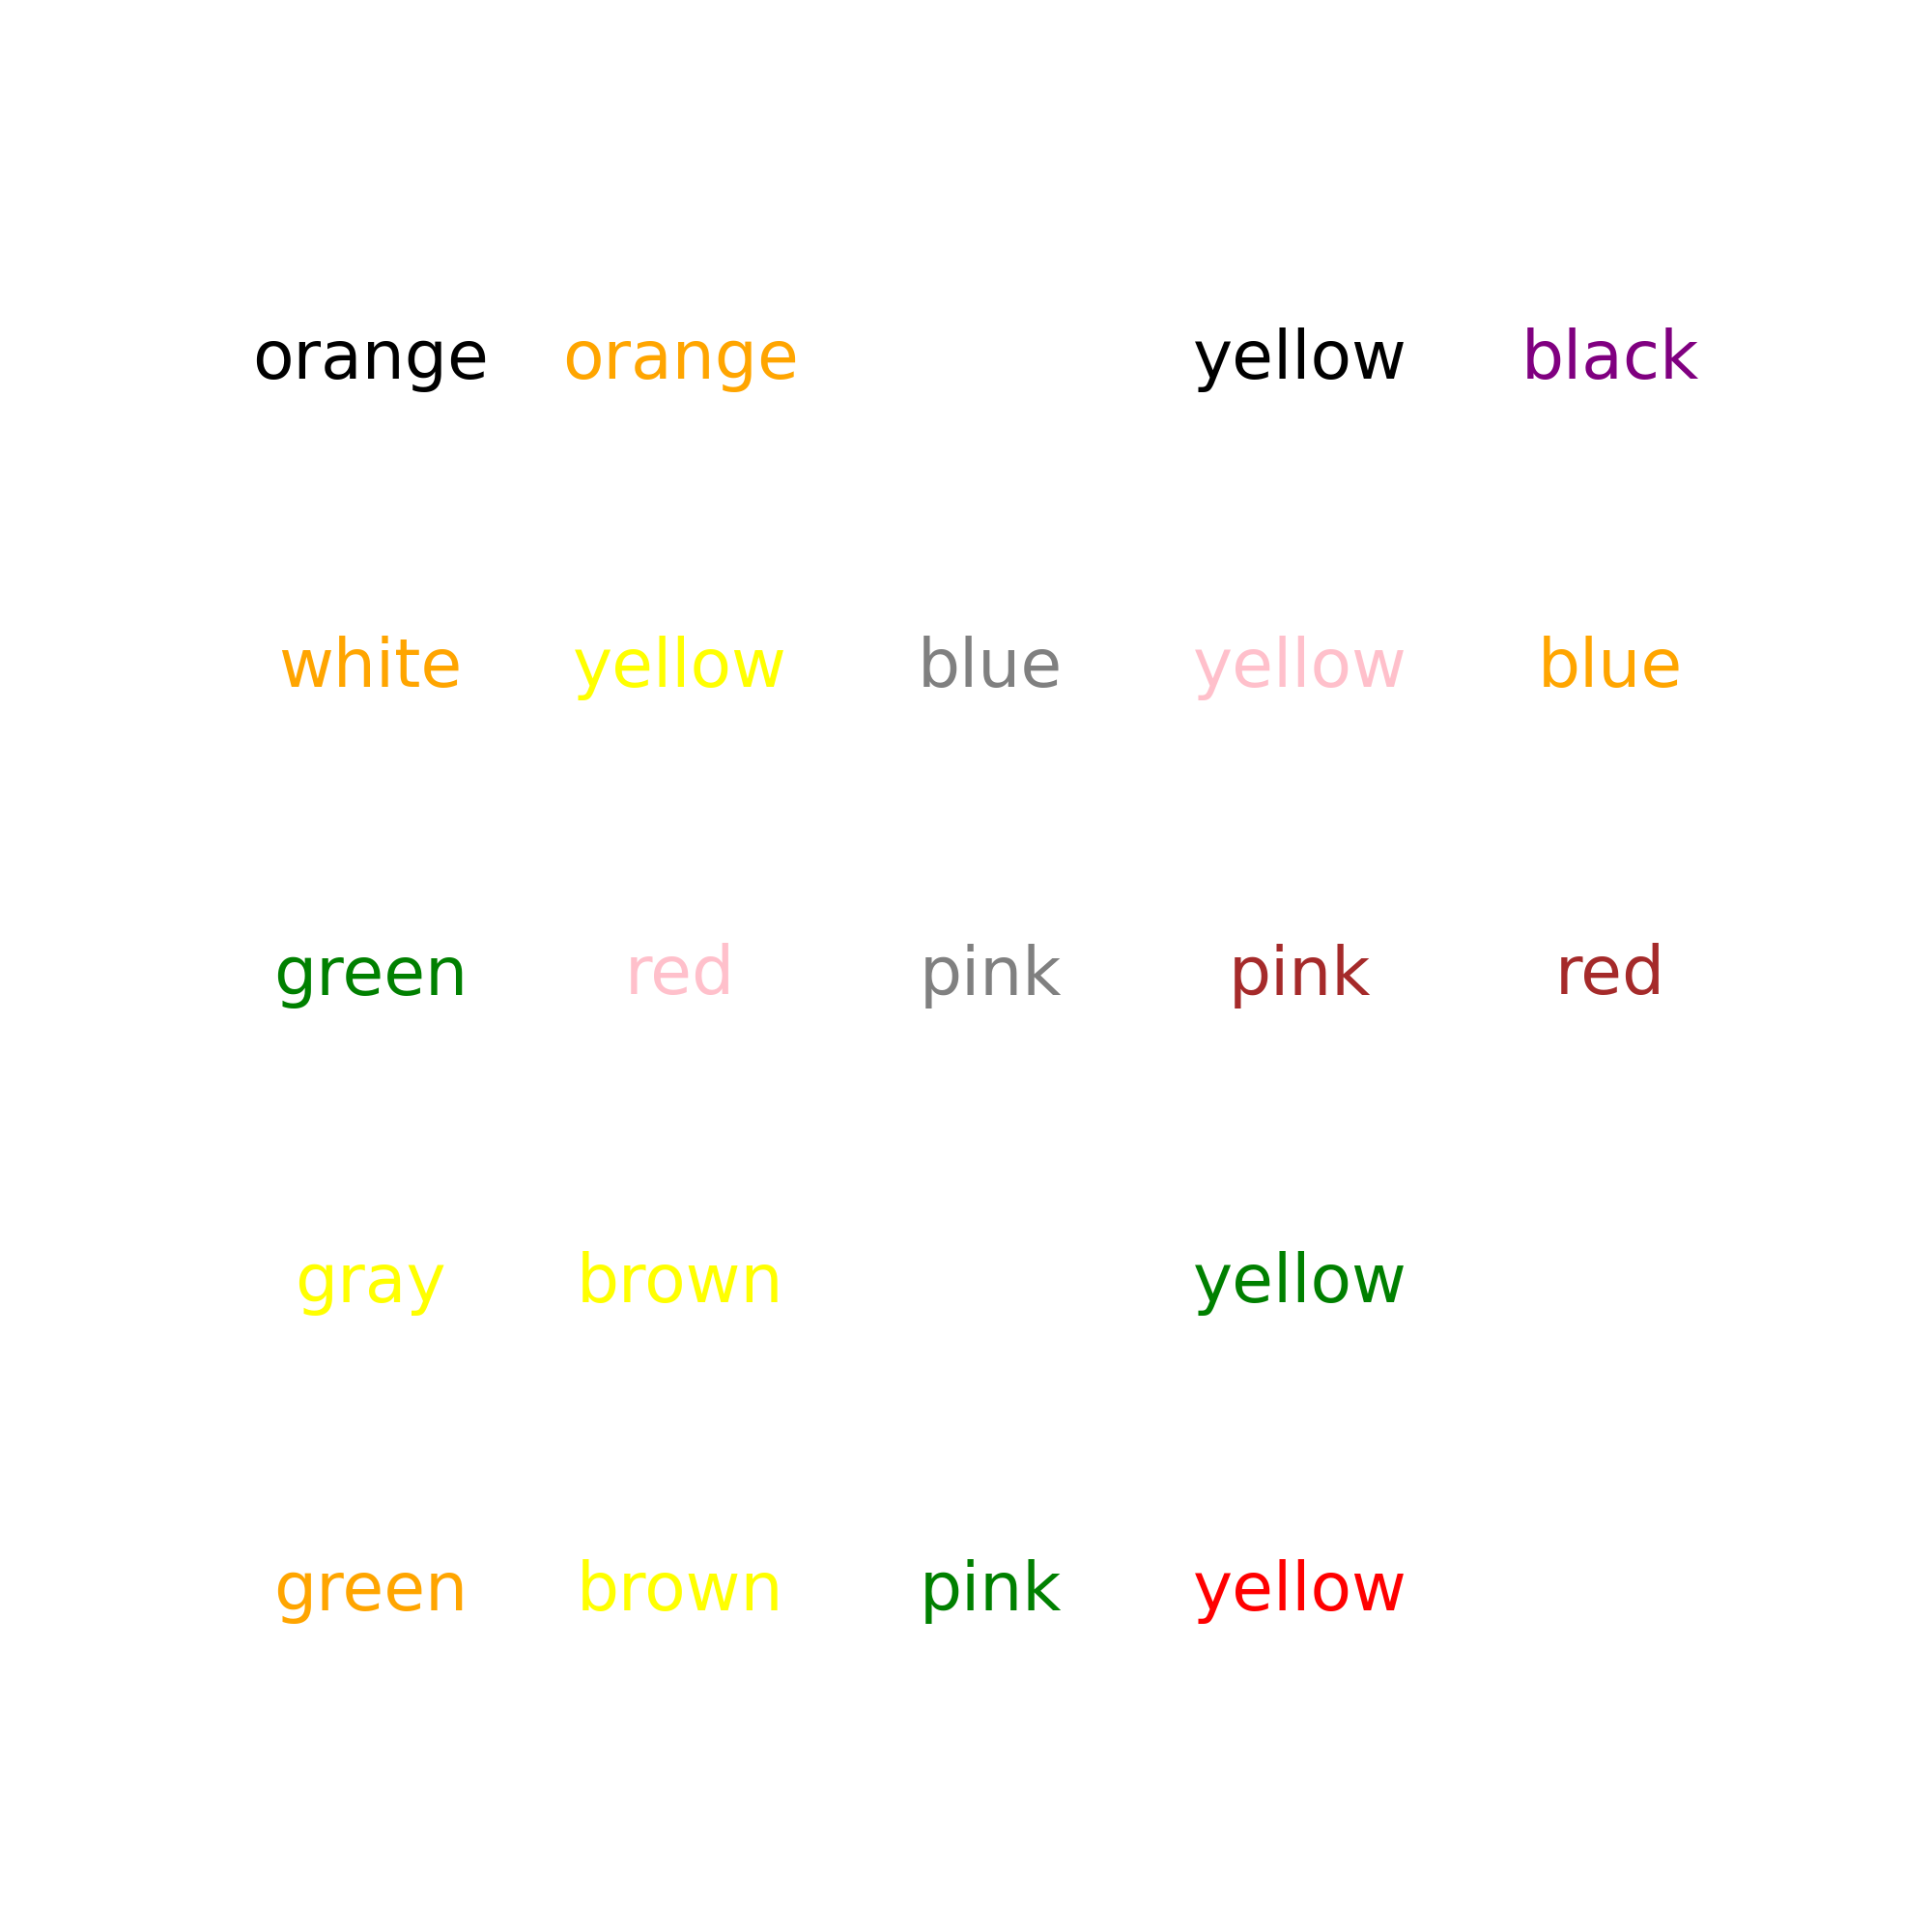 orange orange yellow black
white yellow blue yellow blue
green red pink pink red
gray brown yellow
green brown pink yellow